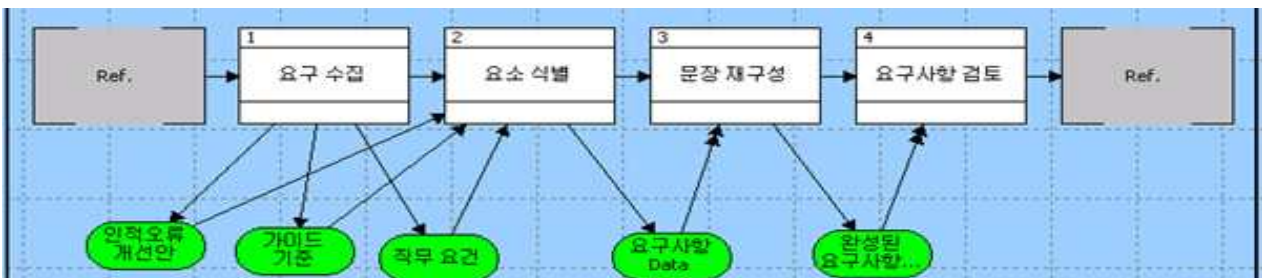 Ref.
1
요구 수집
2
요소 식별
3
문장 재구성
4
요구사항 검토
Ref.
인적오류
개선안
가이드
기준
직무 요건
요구사항
Data
완성된
요구사항...